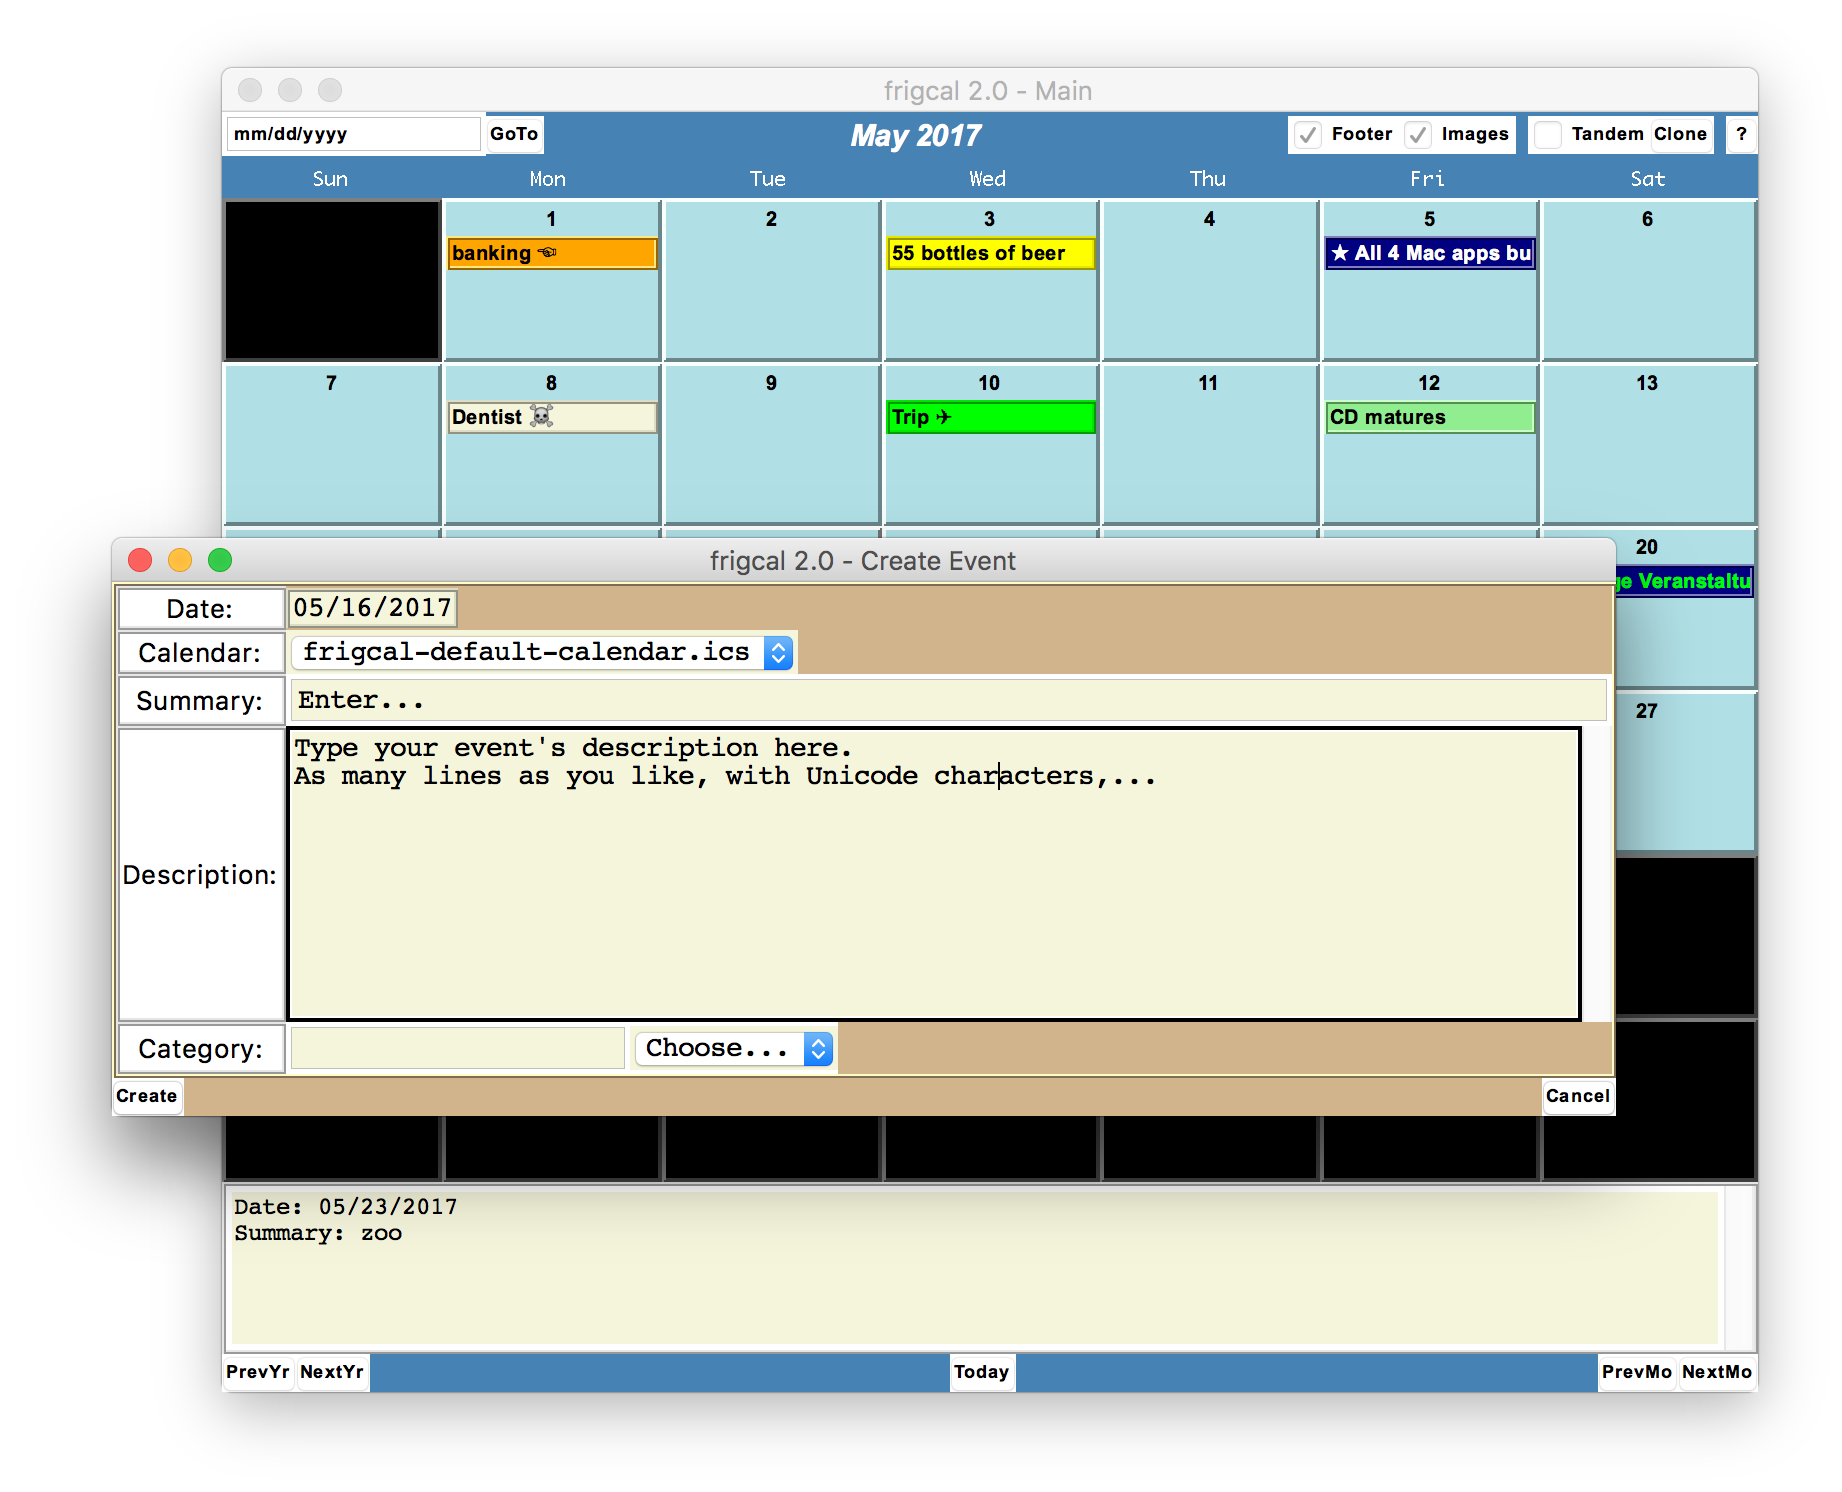 frigcal 2.0 - Main
mm/dd/yyyy GoTo May 2017 Footer Images Tandem Clone ?
Sun Mon Tue Wed Thu Fri Sat
1 2 3 4 5 6
banking ☜ 55 bottles of beer ★ All 4 Mac apps bu
7 8 9 10 11 12 13
Dentist ☠ Trip ✈ CD matures
frigcal 2.0 - Create Event
20
Veranstaltu
Date: 05/16/2017
Calendar: frigcal-default-calendar.ics
Summary: Enter...
27
Description:
Type your event's description here.
As many lines as you like, with Unicode characters,...
Category: Choose...
Create Cancel
Date: 05/23/2017
Summary: zoo
PrevYr NextYr Today PrevMo NextMo